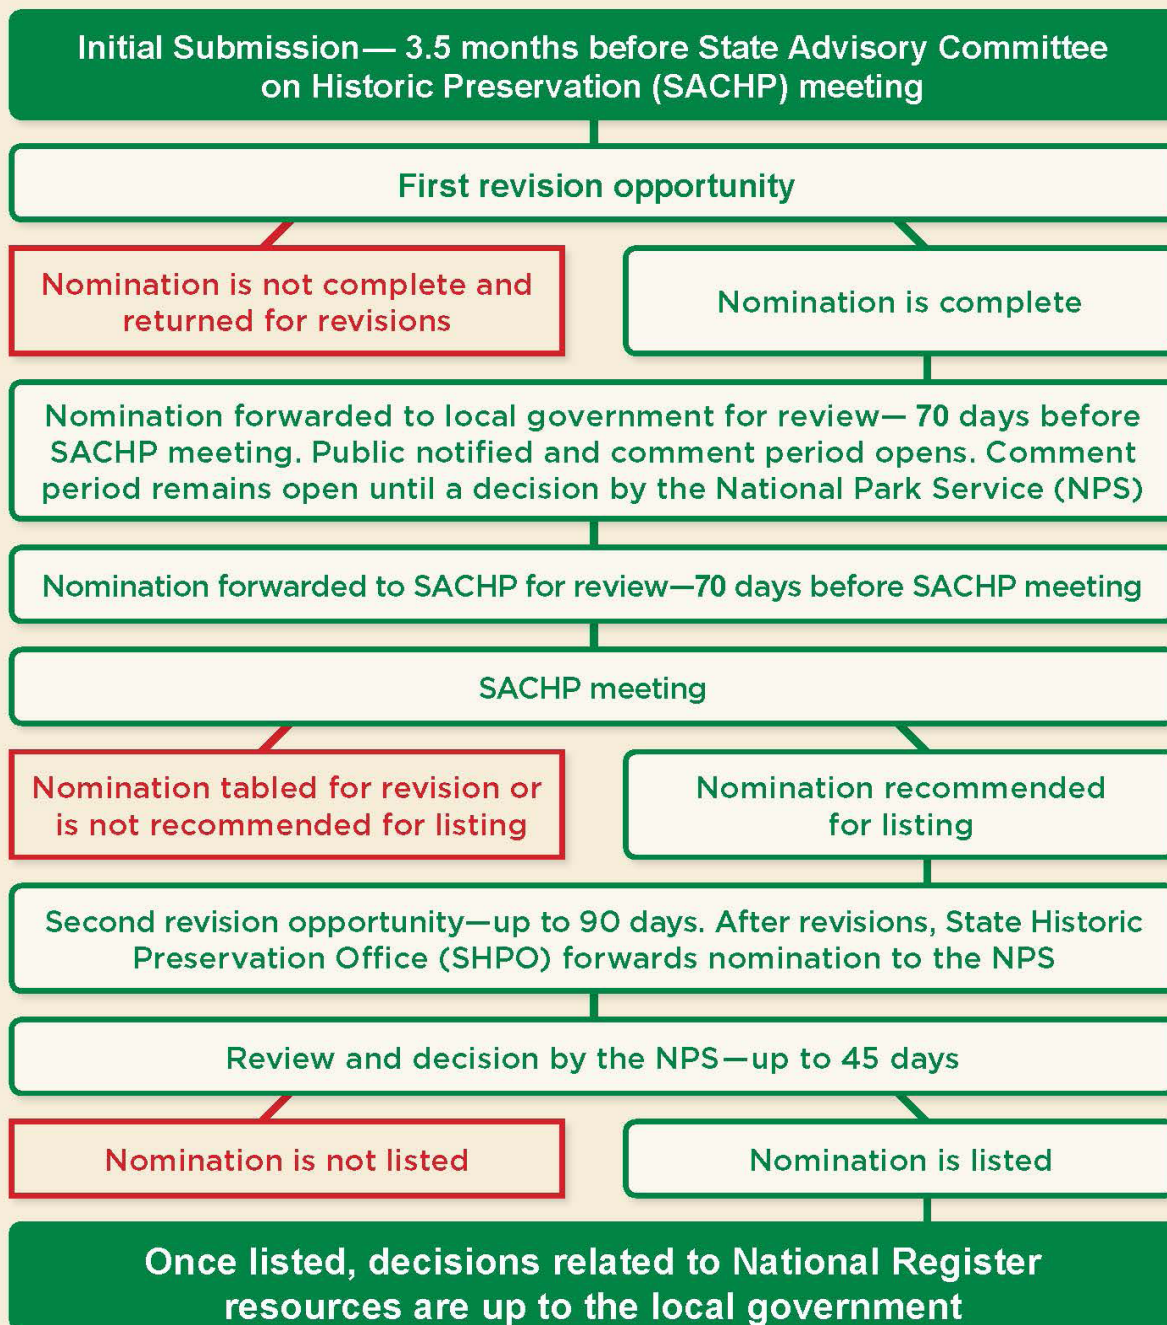 Initial Submission— 3.5 months before State Advisory Committee
on Historic Preservation (SACHP) meeting
First revision opportunity
Nomination is not complete and
returned for revisions
Nomination is complete
Nomination forwarded to local government for review— 70 days before
SACHP meeting. Public notified and comment period opens. Comment
period remains open until a decision by the National Park Service (NPS)
Nomination forwarded to SACHP for review—70 days before SACHP meeting
SACHP meeting
Nomination tabled for revision or
is not recommended for listing
Nomination recommended
for listing
Second revision opportunity—up to 90 days. After revisions, State Historic
Preservation Office (SHPO) forwards nomination to the NPS
Review and decision by the NPS—up to 45 days
Nomination is not listed
Nomination is listed
Once listed, decisions related to National Register
resources are up to the local government